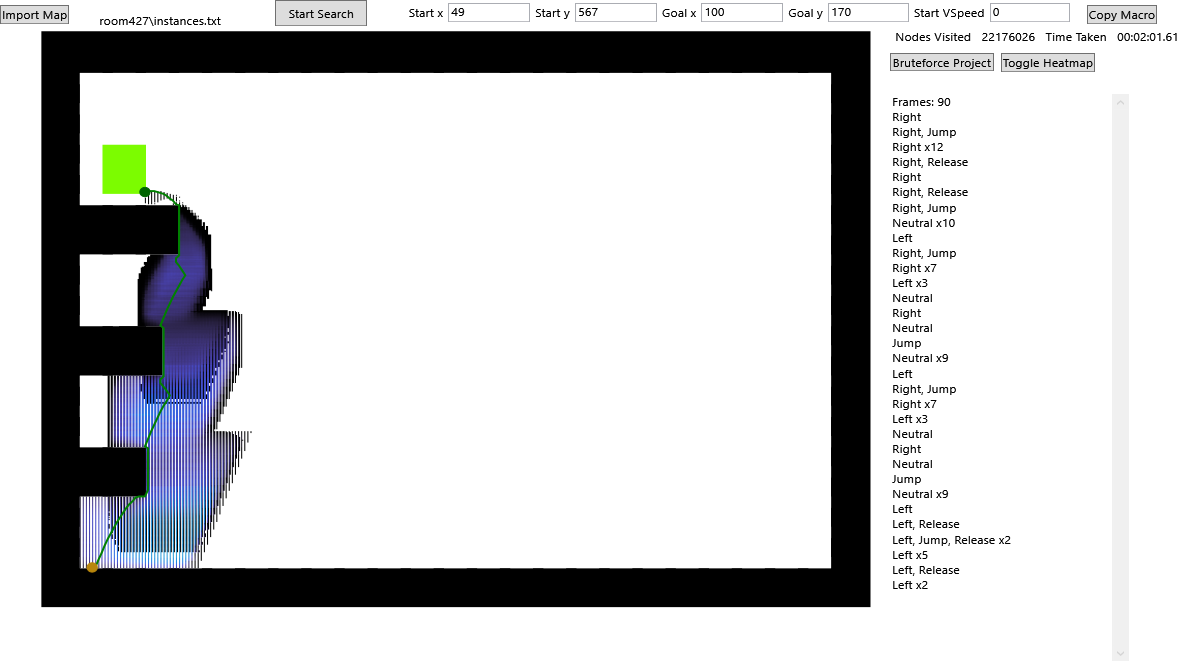 Import Map
room427\instances.txt
Start Search
Start x 49 Start y 567 Goal x 100 Goal y 170 Start VSpeed 0
Copy Macro
Nodes Visited 22176026 Time Taken 00:02:01.61
Bruteforce Project Toggle Heatmap
Frames: 90
Right
Right, Jump
Right x12
Right, Release
Right
Right, Release
Right, Jump
Neutral x10
Left
Right, Jump
Right x7
Left x3
Neutral
Right
Neutral
Jump
Neutral x9
Left
Right, Jump
Right x7
Left x3
Neutral
Right
Neutral
Jump
Neutral x9
Left
Left, Release
Left, Jump, Release x2
Left x5
Left, Release
Left x2